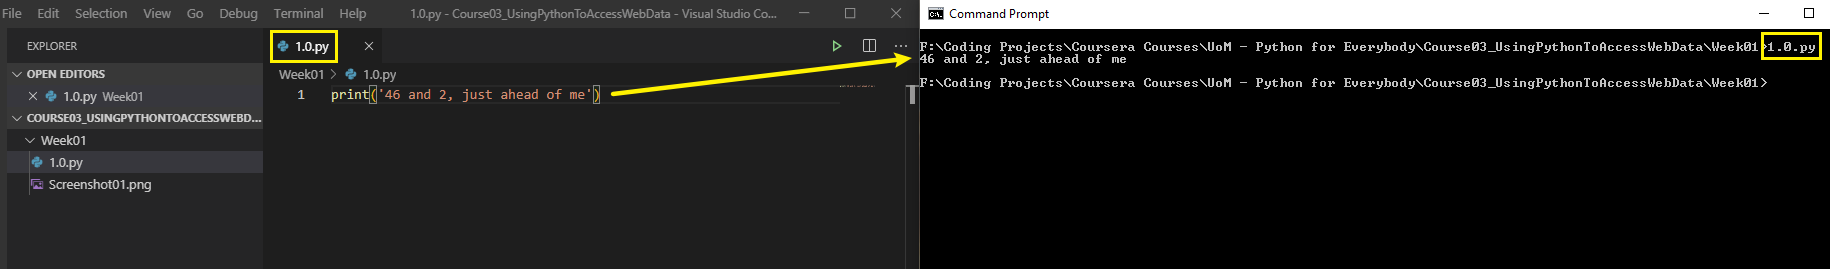 File Edit Selection View Go Debug Terminal Help 1.0.py - Course03_UsingPythonToAccessWebData - Visual Studio Co...
EXPLORER
OPEN EDITORS
1.0.py Week01
COURSE03_USINGPYTHONTOACCESSWEBD...
Week01
1.0.py
Screenshot01.png
1.0.py
Week01 > 1.0.py
1 print('46 and 2, just ahead of me')
Command Prompt
F:\Coding Projects\Coursera Courses\UoM - Python for Everybody\Course03_UsingPythonToAccessWebData\Week01>1.0.py
46 and 2, just ahead of me
F:\Coding Projects\Coursera Courses\UoM - Python for Everybody\Course03_UsingPythonToAccessWebData\Week01>